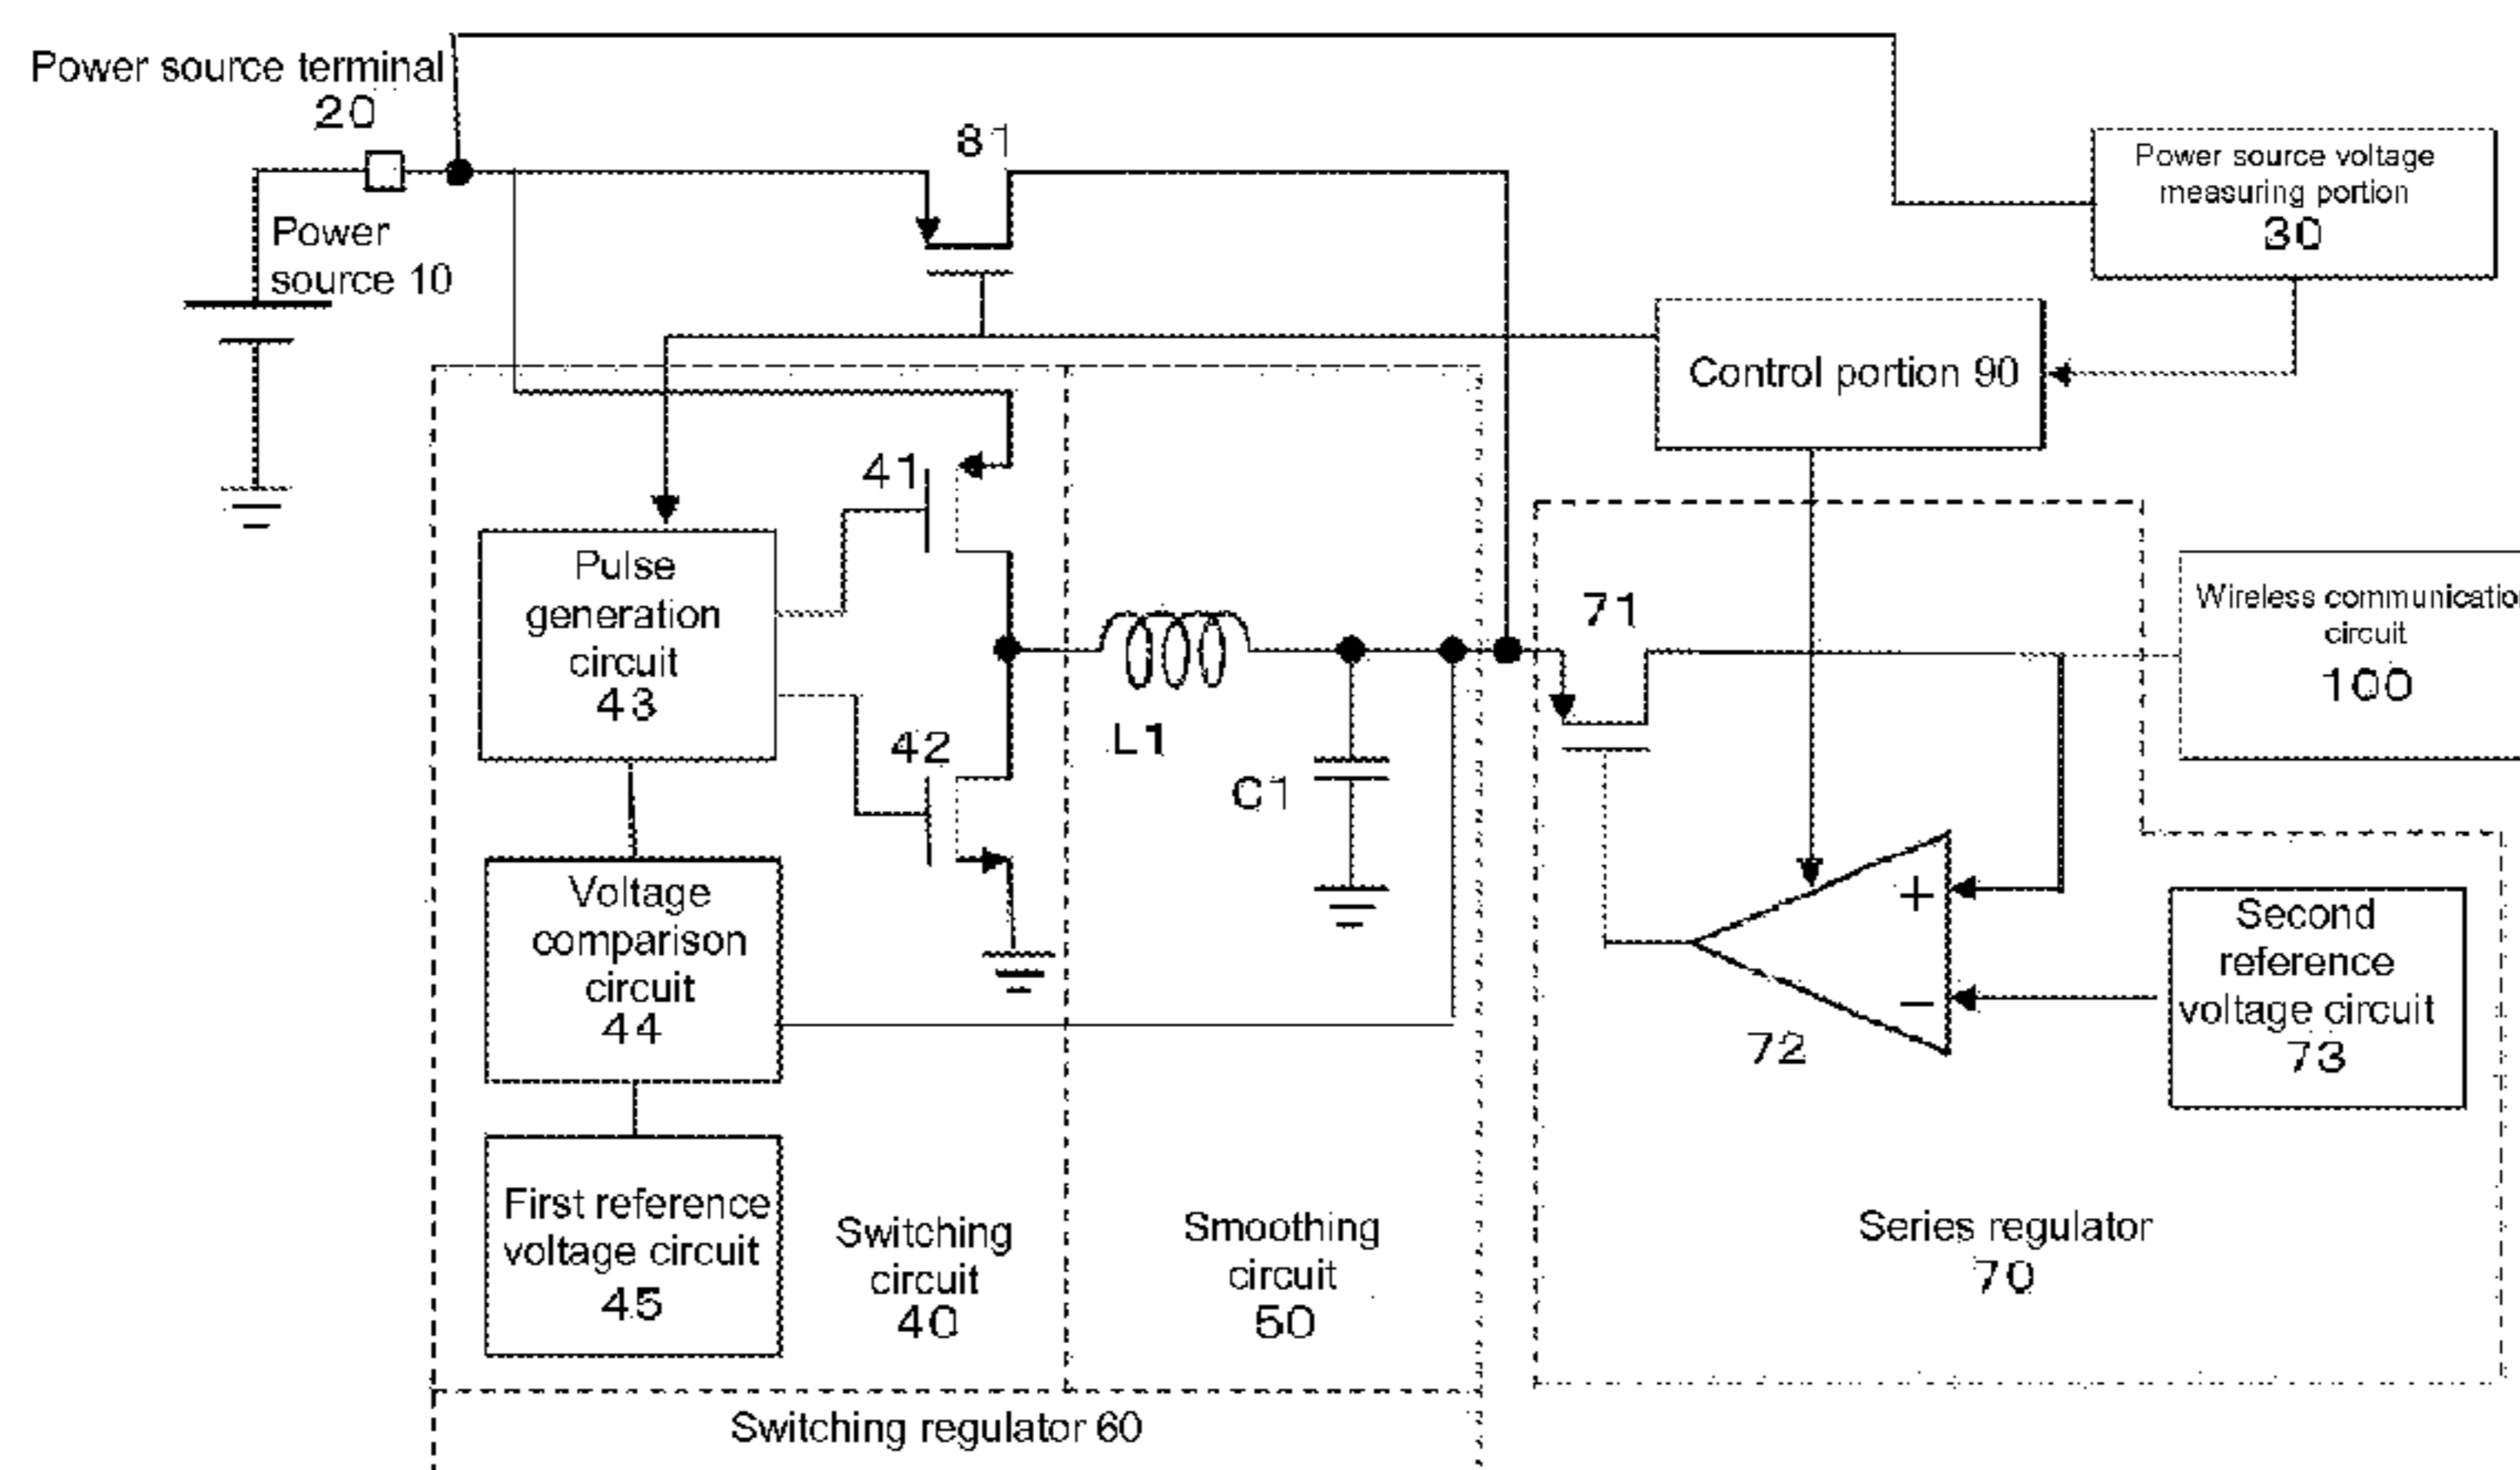 Power source terminal
20
81
Power source voltage
measuring portion
30
Power
source 10
Control portion 90
41
Pulse
generation
circuit
43
71
Wireless communicatio
circuit
100
42
L1
C1
Voltage
comparison
circuit
44
+
−
72
Second
reference
voltage circuit
73
First reference
voltage circuit
45
Switching
circuit
40
Smoothing
circuit
50
Series regulator
70
Switching regulator 60